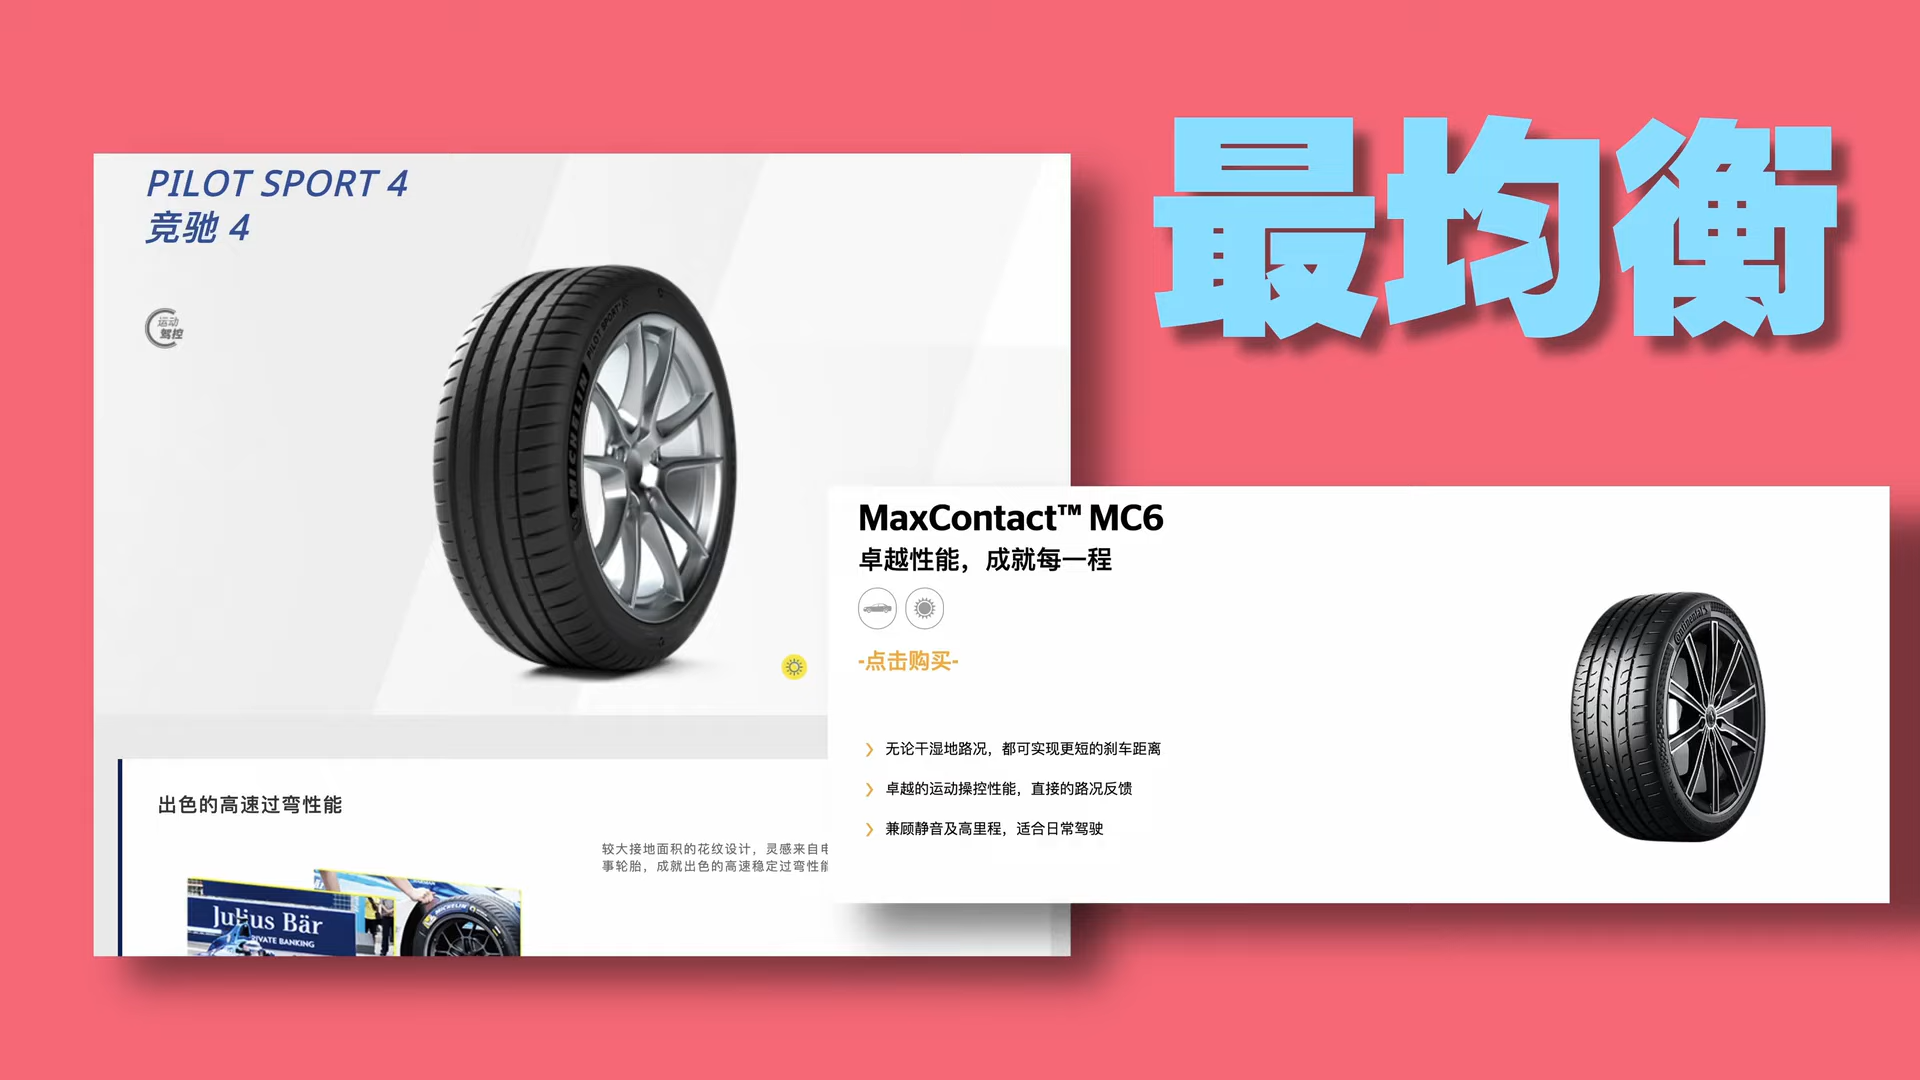 最均衡
PILOT SPORT 4
竞驰 4
运动
驾控
MICHELIN
PILOT SPORT
出色的高速过弯性能
较大接地面积的花纹设计，灵感来自电
事轮胎，成就出色的高速稳定过弯性能
Julius Bär
PRIVATE BANKING
MICHELIN
MaxContact™ MC6
卓越性能，成就每一程
-点击购买-
无论干湿地路况，都可实现更短的刹车距离
卓越的运动操控性能，直接的路况反馈
兼顾静音及高里程，适合日常驾驶
Continental